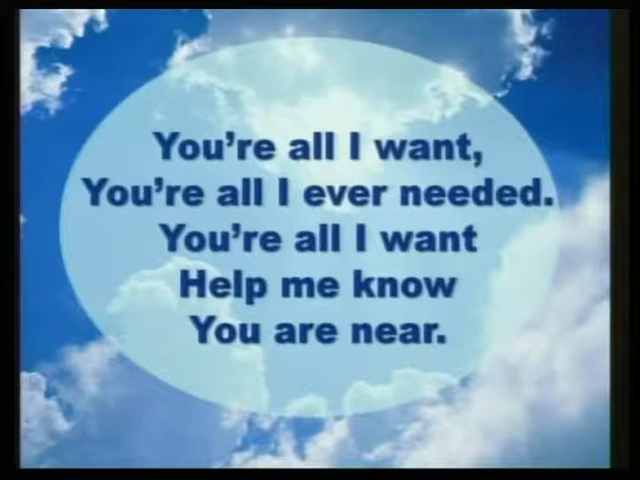 You're all I want,
You're all I ever needed.
You're all I want
Help me know
You are near.